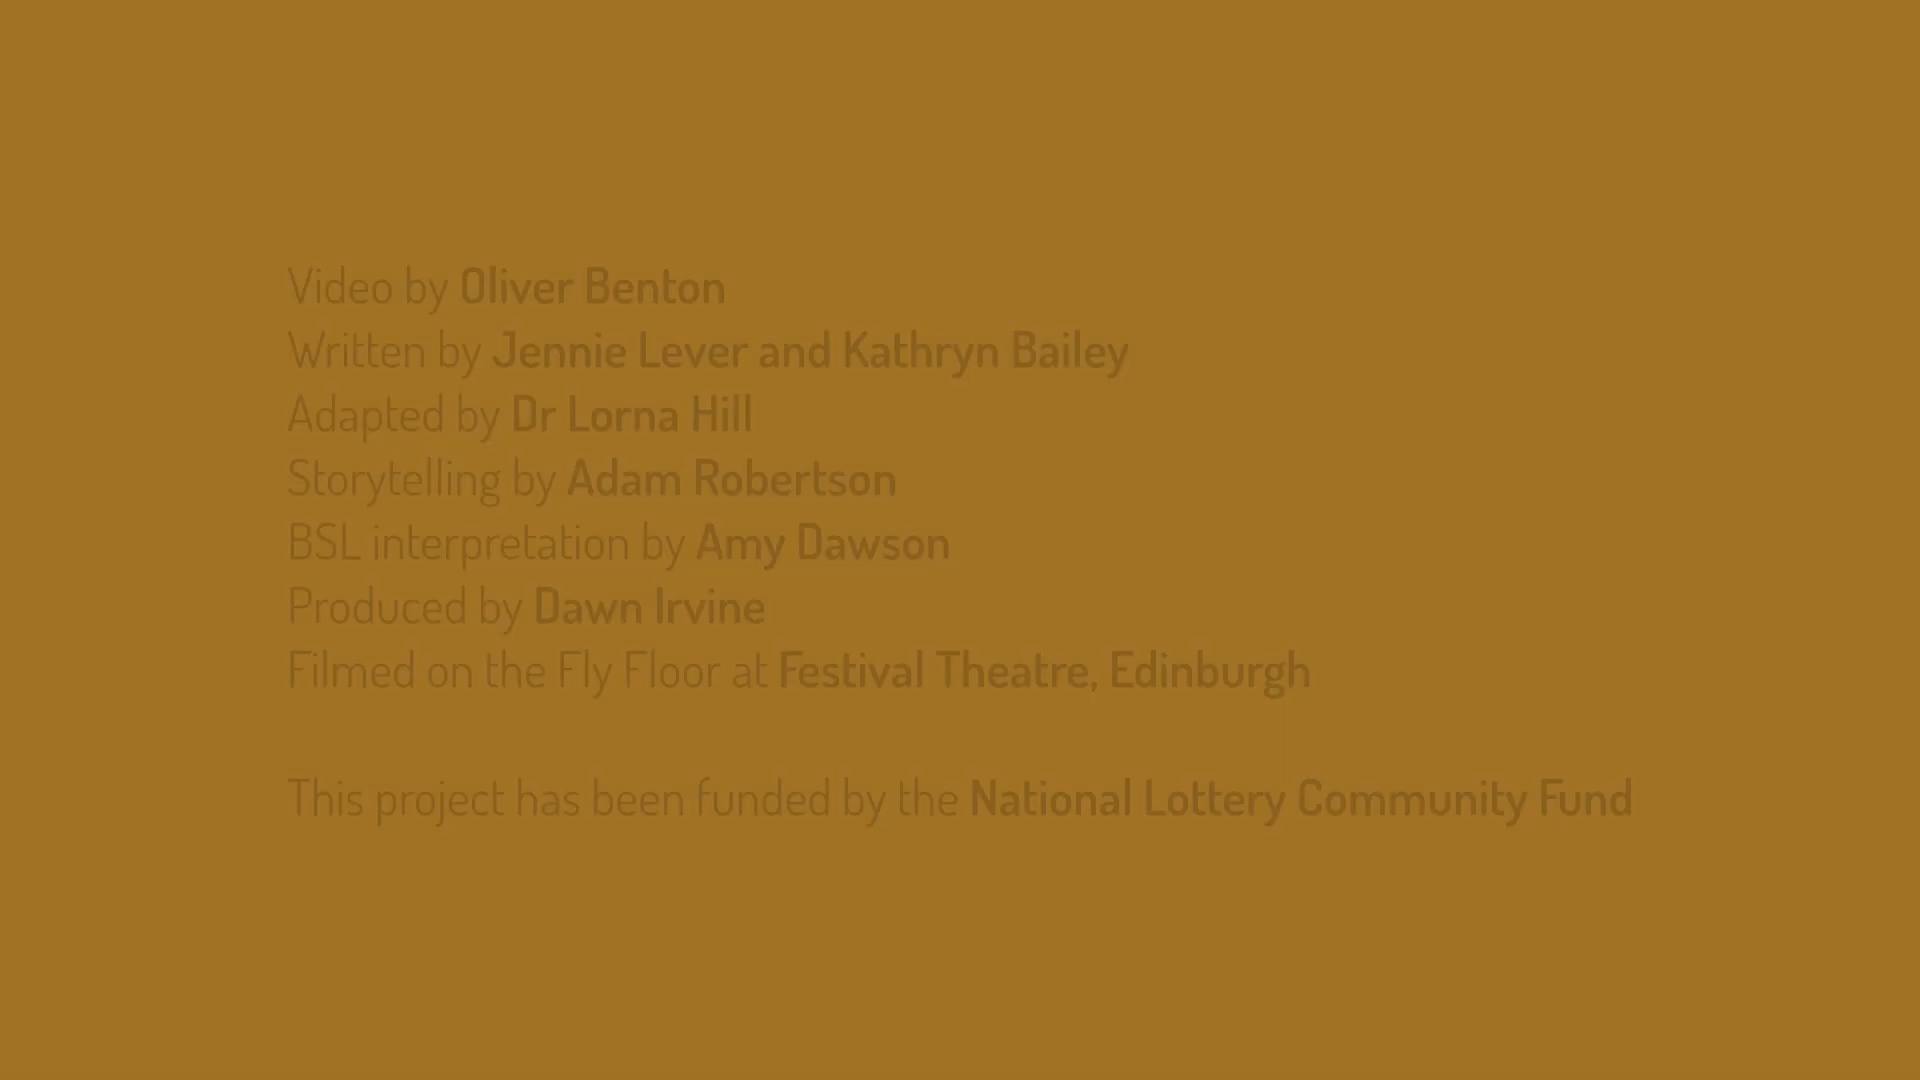 Video by Oliver Benton
Written by Jennie Lever and Kathryn Bailey
Adapted by Dr Lorna Hill
Storytelling by Adam Robertson
BSL interpretation by Amy Dawson
Produced by Dawn Irvine
Filmed on the Fly Floor at Festival Theatre, Edinburgh
This project has been funded by the National Lottery Community Fund